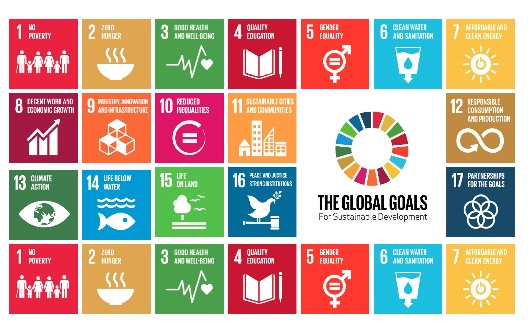 1 NO
POVERTY
2 ZERO
HUNGER
3 GOOD HEALTH
AND WELL-BEING
4 QUALITY
EDUCATION
5 GENDER
EQUALITY
6 CLEAN WATER
AND SANITATION
7 AFFORDABLE AND
CLEAN ENERGY
8 DECENT WORK AND
ECONOMIC GROWTH
9 INDUSTRY, INNOVATION
AND INFRASTRUCTURE
10 REDUCED
INEQUALITIES
11 SUSTAINABLE CITIES
AND COMMUNITIES
12 RESPONSIBLE
CONSUMPTION
AND PRODUCTION
13 CLIMATE
ACTION
14 LIFE BELOW
WATER
15 LIFE
ON LAND
16 PEACE AND JUSTICE
STRONG INSTITUTIONS
THE GLOBAL GOALS
For Sustainable Development
17 PARTNERSHIPS
FOR THE GOALS
1 NO
POVERTY
2 ZERO
HUNGER
3 GOOD HEALTH
AND WELL-BEING
4 QUALITY
EDUCATION
5 GENDER
EQUALITY
6 CLEAN WATER
AND SANITATION
7 AFFORDABLE AND
CLEAN ENERGY